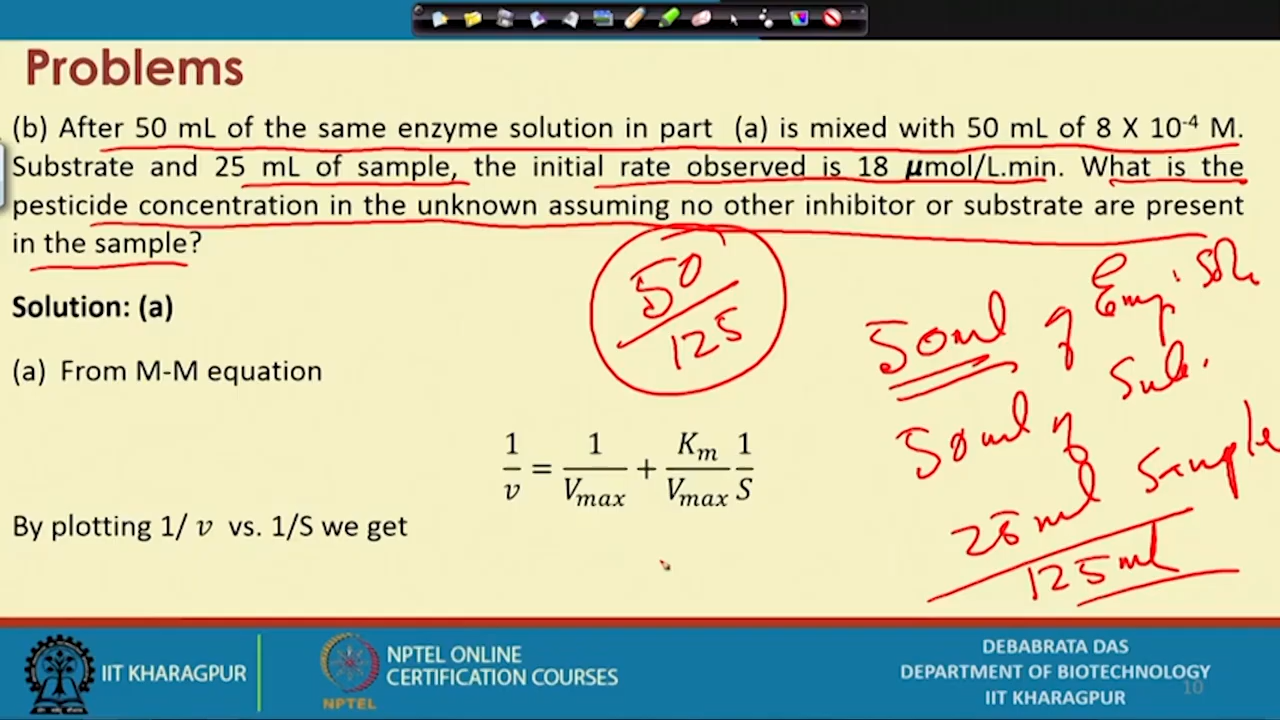 Problems
(b) After 50 mL of the same enzyme solution in part (a) is mixed with 50 mL of 8 X 10⁻⁴ M.
Substrate and 25 mL of sample, the initial rate observed is 18 μmol/L.min. What is the
pesticide concentration in the unknown assuming no other inhibitor or substrate are present
in the sample?
50
125
50ml of Enzy. Soln
50ml of Sub.
25ml Sample
125ml
Solution: (a)
(a) From M-M equation
1/v = 1/Vmax + Km/Vmax 1/S
By plotting 1/ v vs. 1/S we get
IIT KHARAGPUR
NPTEL
NPTEL ONLINE
CERTIFICATION COURSES
DEBABRATA DAS
DEPARTMENT OF BIOTECHNOLOGY
IIT KHARAGPUR
10